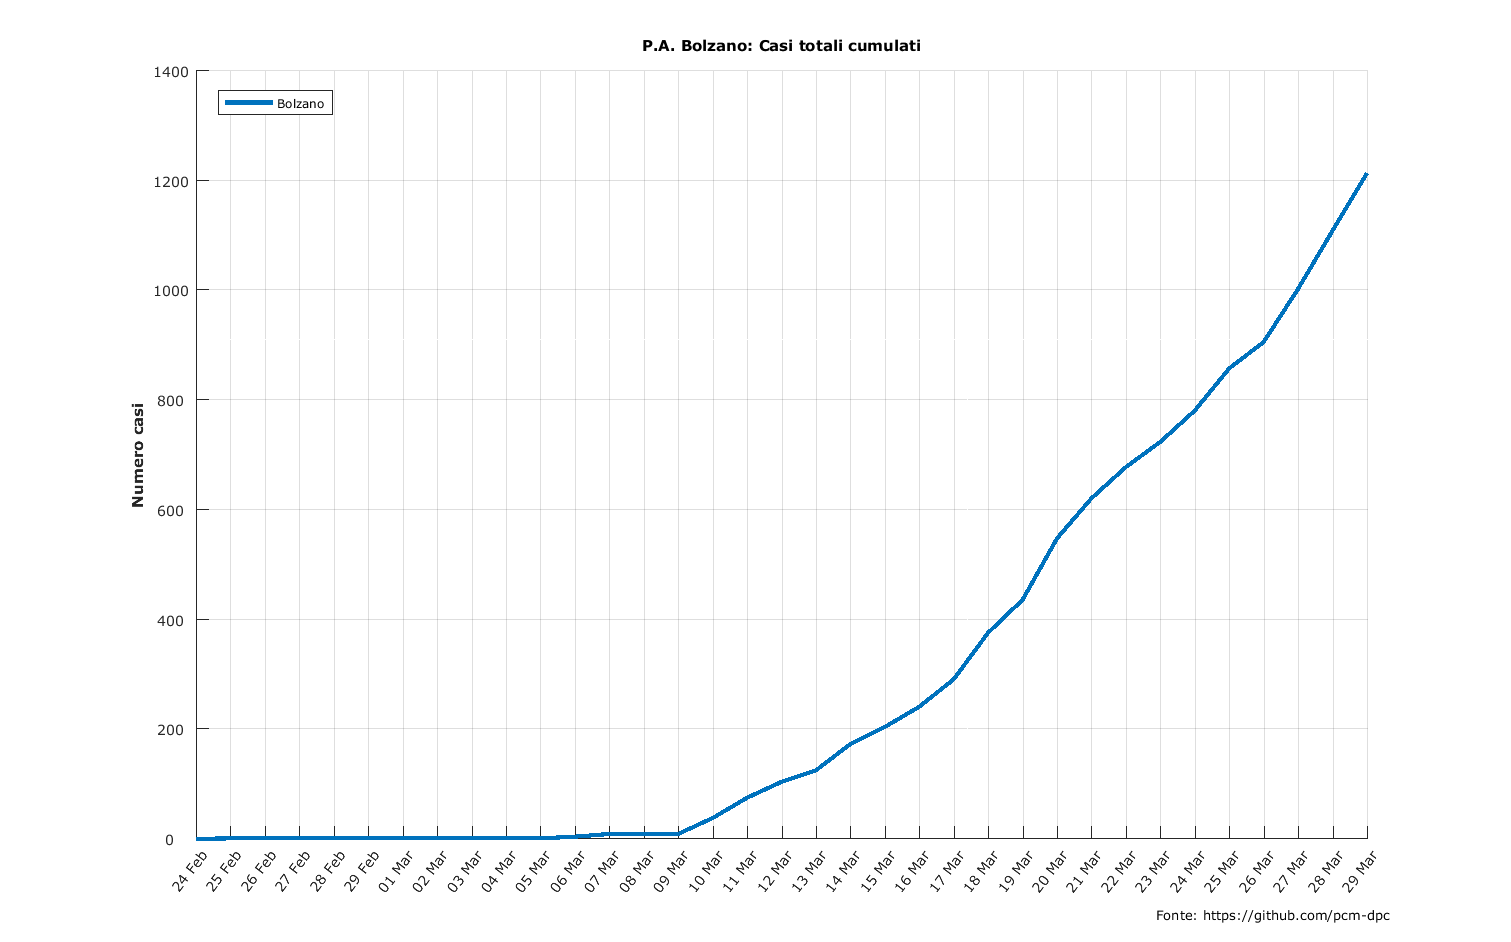 P.A. Bolzano: Casi totali cumulati
Bolzano
Numero casi
1400
1200
1000
800
600
400
200
0
24 Feb
25 Feb
26 Feb
27 Feb
28 Feb
29 Feb
01 Mar
02 Mar
03 Mar
04 Mar
05 Mar
06 Mar
07 Mar
08 Mar
09 Mar
10 Mar
11 Mar
12 Mar
13 Mar
14 Mar
15 Mar
16 Mar
17 Mar
18 Mar
19 Mar
20 Mar
21 Mar
22 Mar
23 Mar
24 Mar
25 Mar
26 Mar
27 Mar
28 Mar
29 Mar
Fonte: https://github.com/pcm-dpc